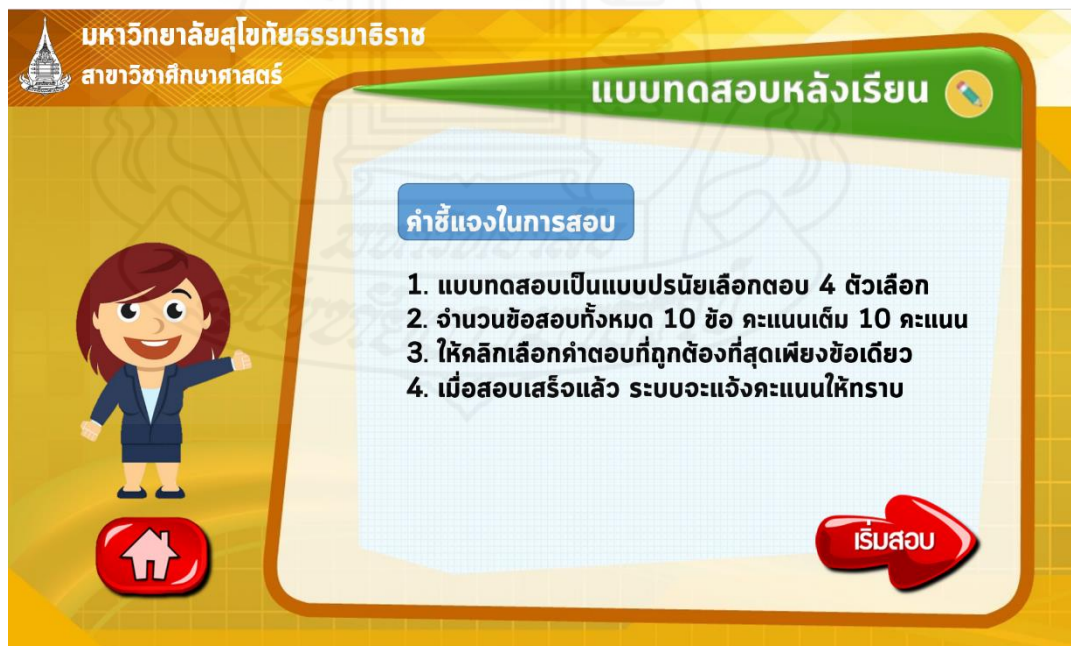 มหาวิทยาลัยสุโขทัยธรรมาธิราช
สาขาวิชาศึกษาศาสตร์
แบบทดสอบหลังเรียน
คำชี้แจงในการสอบ
1. แบบทดสอบเป็นแบบปรนัยเลือกตอบ 4 ตัวเลือก
2. จำนวนข้อสอบทั้งหมด 10 ข้อ คะแนนเต็ม 10 คะแนน
3. ให้คลิกเลือกคำตอบที่ถูกต้องที่สุดเพียงข้อเดียว
4. เมื่อสอบเสร็จแล้ว ระบบจะแจ้งคะแนนให้ทราบ
เริ่มสอบ